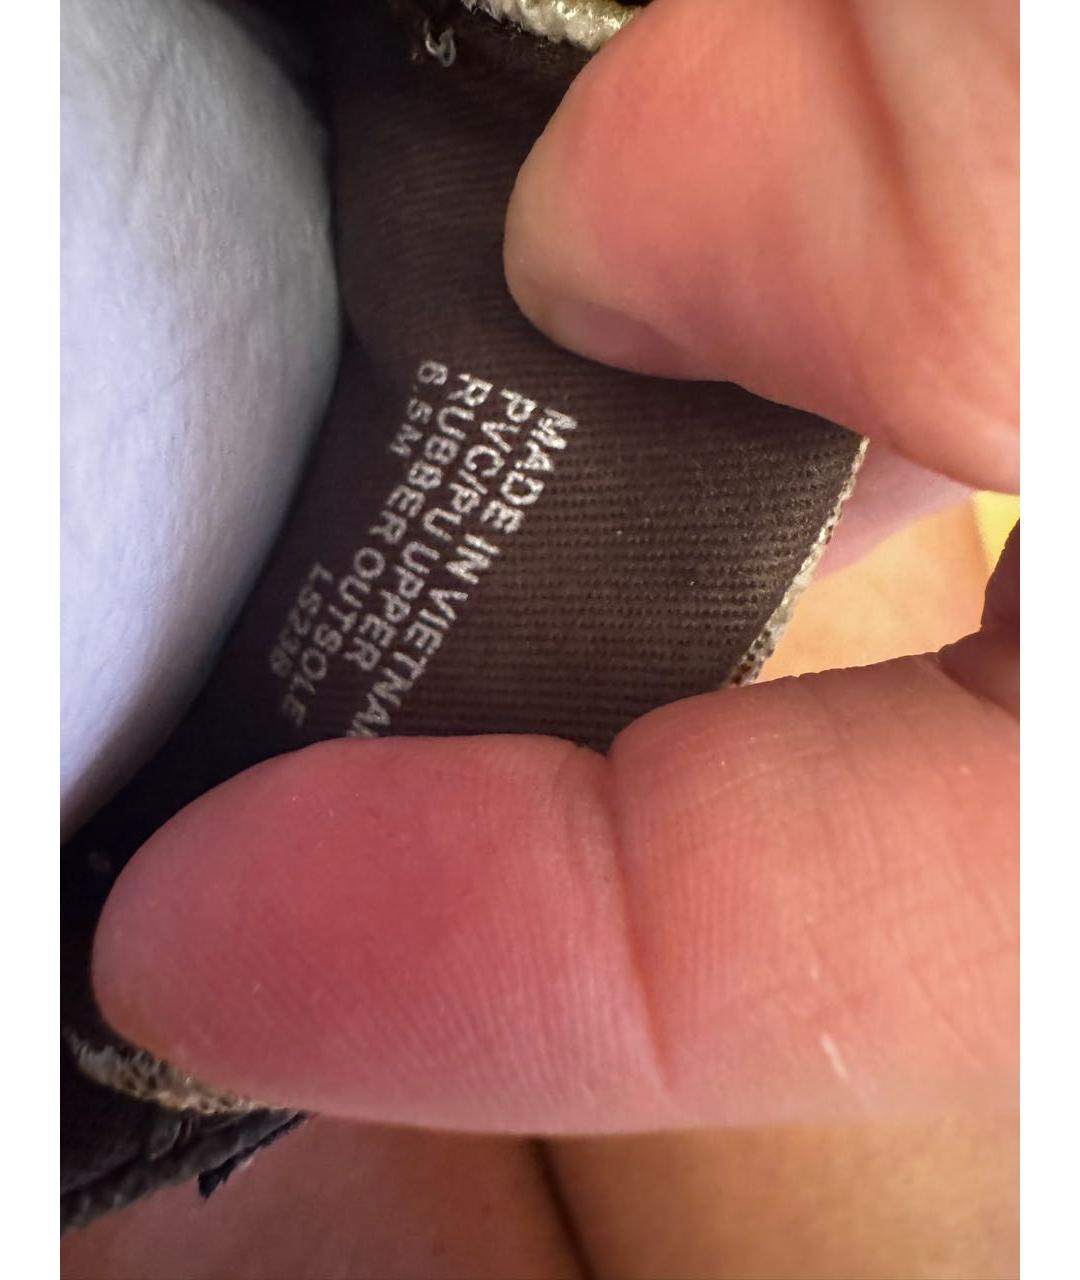 MADE IN VIETNAM
PVC/PU UPPER
RUBBER OUTSOLE
6.5M LS238